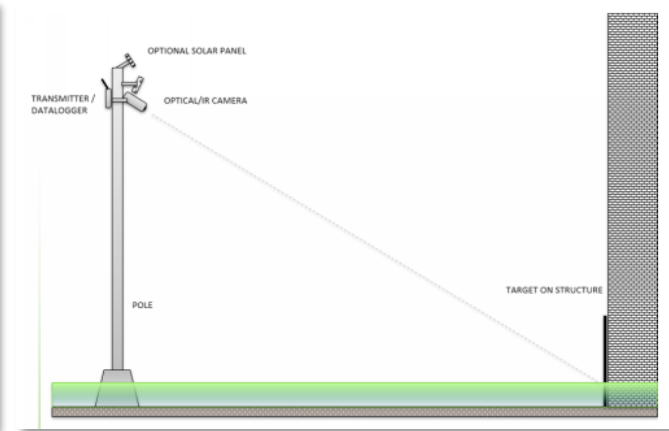 OPTIONAL SOLAR PANEL
TRANSMITTER /
DATALOGGER
OPTICAL/IR CAMERA
TARGET ON STRUCTURE
POLE